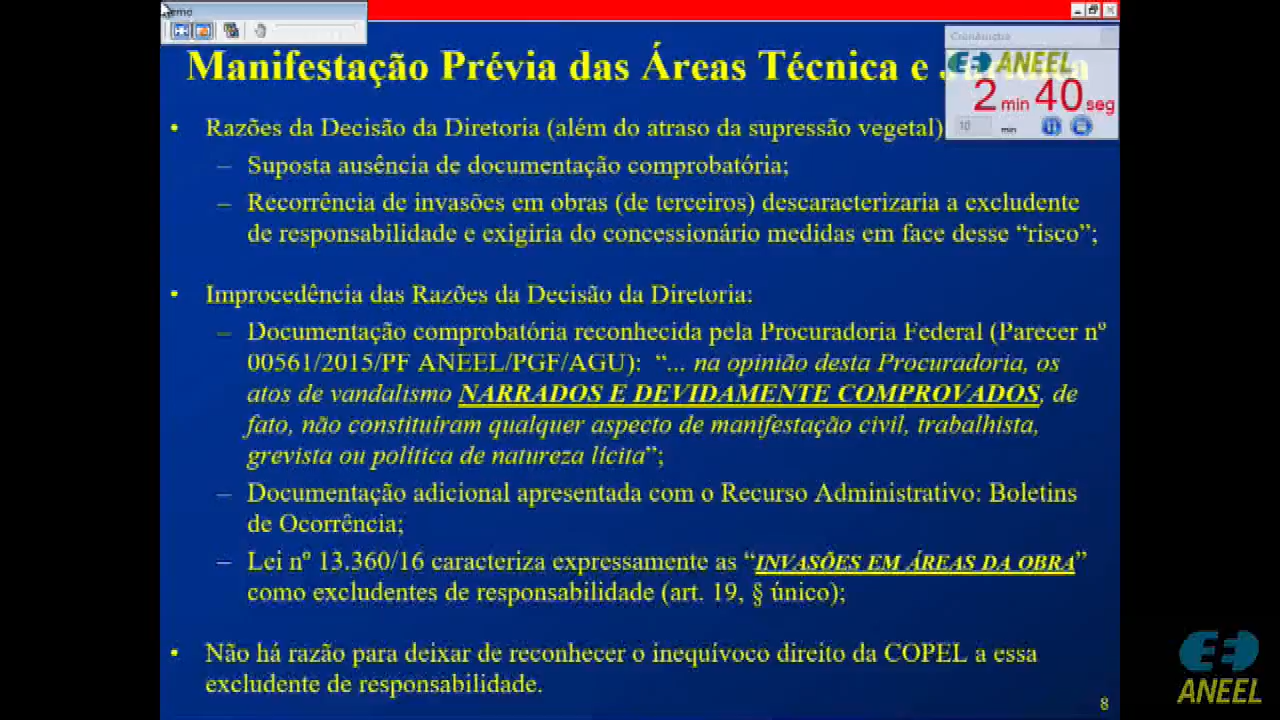 emo
Cronômetro
ANEEL
2 min 40 seg
10 min
Manifestação Prévia das Áreas Técnica e
• Razões da Decisão da Diretoria (além do atraso da supressão vegetal)
– Suposta ausência de documentação comprobatória;
– Recorrência de invasões em obras (de terceiros) descaracterizaria a excludente
de responsabilidade e exigiria do concessionário medidas em face desse “risco”;
• Improcedência das Razões da Decisão da Diretoria:
– Documentação comprobatória reconhecida pela Procuradoria Federal (Parecer nº
00561/2015/PF ANEEL/PGF/AGU): “... na opinião desta Procuradoria, os
atos de vandalismo NARRADOS E DEVIDAMENTE COMPROVADOS, de
fato, não constituíram qualquer aspecto de manifestação civil, trabalhista,
grevista ou política de natureza lícita”;
– Documentação adicional apresentada com o Recurso Administrativo: Boletins
de Ocorrência;
– Lei nº 13.360/16 caracteriza expressamente as “INVASÕES EM ÁREAS DA OBRA”
como excludentes de responsabilidade (art. 19, § único);
• Não há razão para deixar de reconhecer o inequívoco direito da COPEL a essa
excludente de responsabilidade.
8
ANEEL